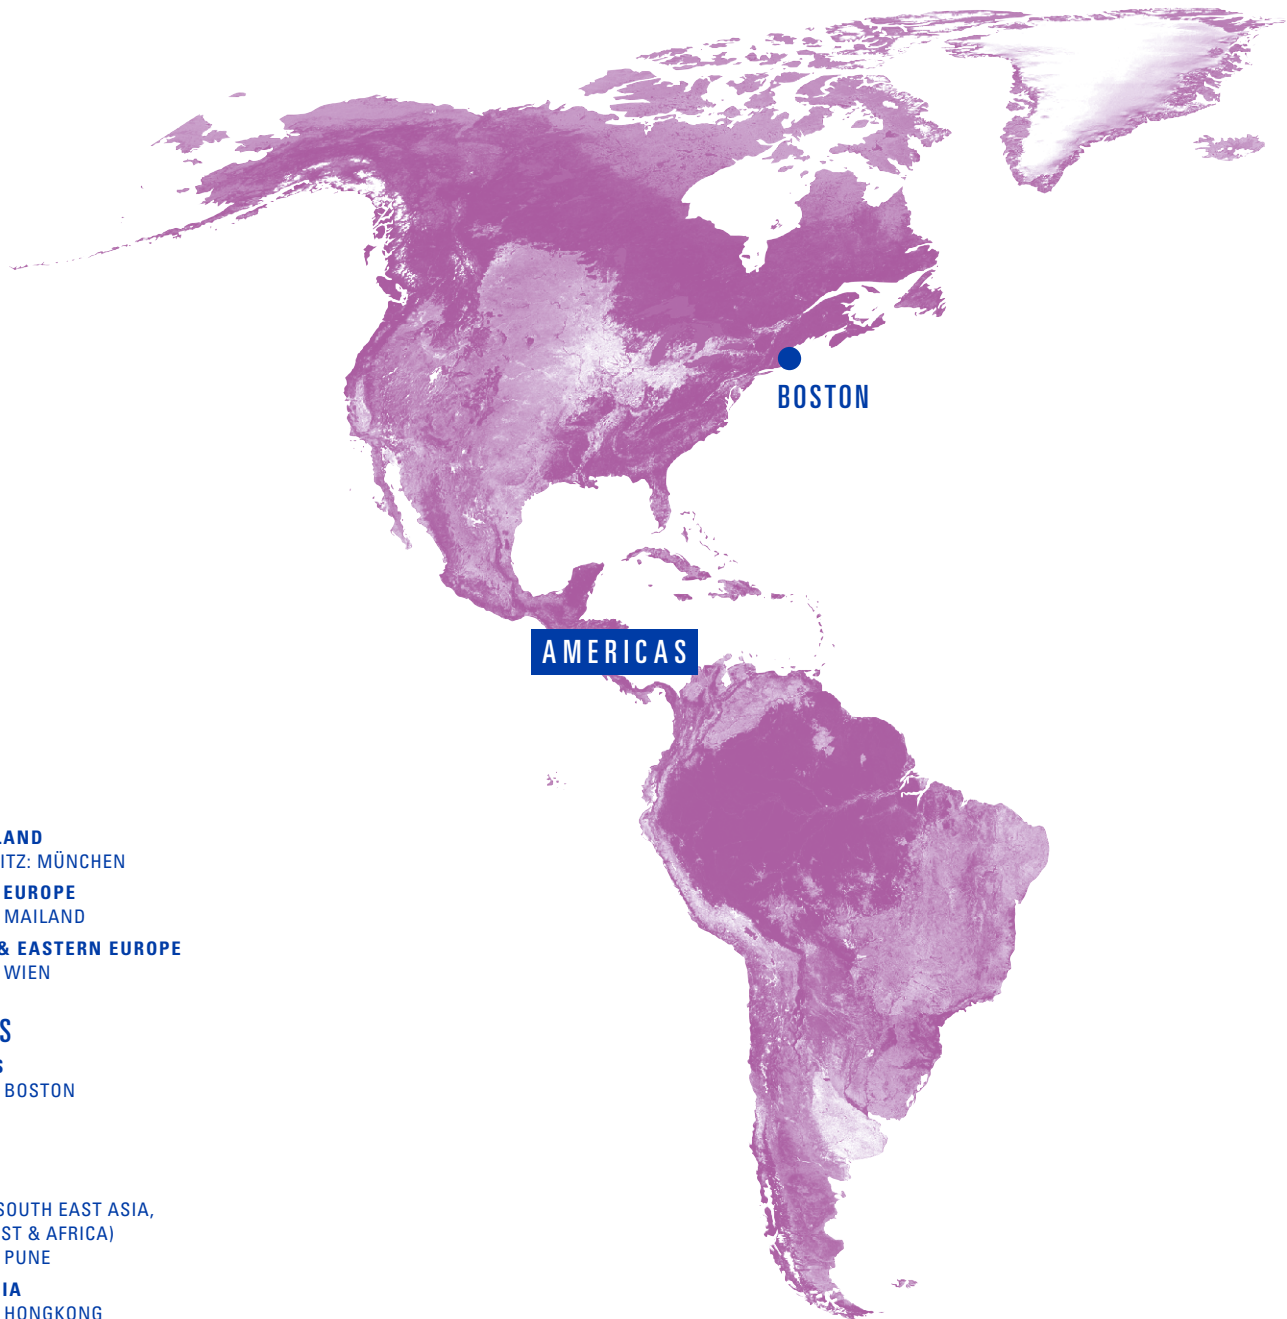 BOSTON
AMERICAS
LAND
ITZ: MÜNCHEN
EUROPE
MAILAND
& EASTERN EUROPE
WIEN
S
S
BOSTON
SOUTH EAST ASIA,
ST & AFRICA)
PUNE
IA
HONGKONG